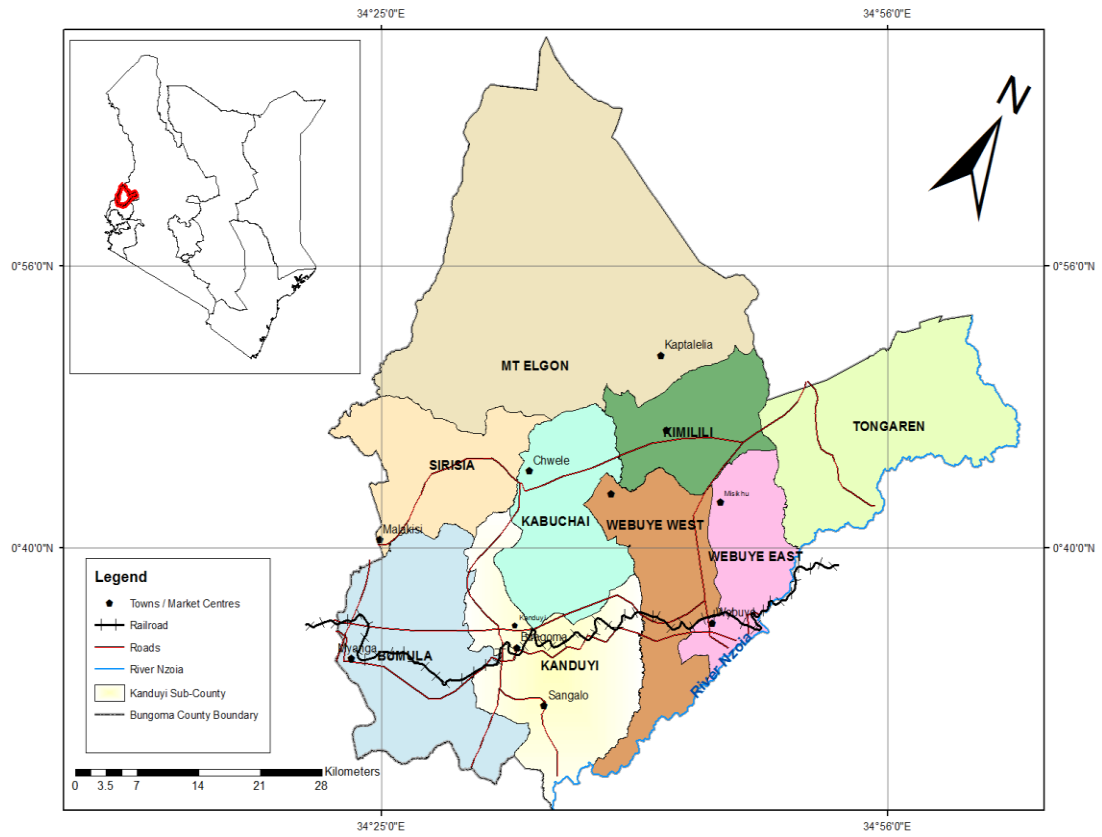 34°25'0"E
34°56'0"E
N
0°56'0"N
0°56'0"N
Kaptalelia
MT ELGON
TONGAREN
KIMILILI
SIRISIA
Chwele
Misikhu
KABUCHAI
WEBUYE WEST
Malakisi
0°40'0"N
0°40'0"N
WEBUYE EAST
Legend
Towns / Market Centres
Railroad
Roads
River Nzoia
Kanduyi Sub-County
Bungoma County Boundary
Kanduyi
Webuye
Bungoma
Myanga
BUMULA
KANDUYI
River Nzoia
Sangalo
Kilometers
0 3.5 7 14 21 28
34°25'0"E
34°56'0"E